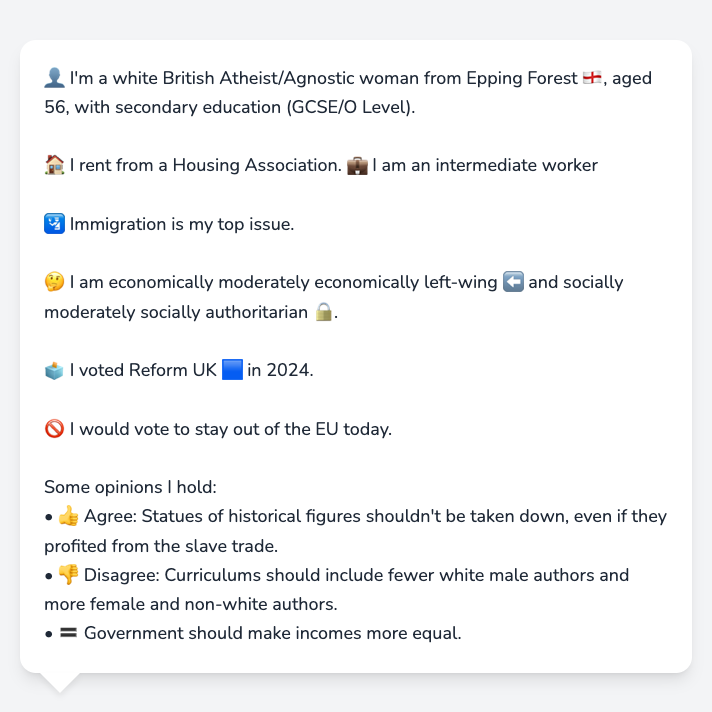 👤 I'm a white British Atheist/Agnostic woman from Epping Forest 🏴󠁧󠁢󠁥󠁮󠁧󠁿, aged
56, with secondary education (GCSE/O Level).
🏠 I rent from a Housing Association. 💼 I am an intermediate worker
🛂 Immigration is my top issue.
🤔 I am economically moderately economically left-wing ⬅️ and socially
moderately socially authoritarian 🔒.
🗳️ I voted Reform UK 🟦 in 2024.
🚫 I would vote to stay out of the EU today.
Some opinions I hold:
• 👍 Agree: Statues of historical figures shouldn't be taken down, even if they
profited from the slave trade.
• 👎 Disagree: Curriculums should include fewer white male authors and
more female and non-white authors.
• 🟰 Government should make incomes more equal.